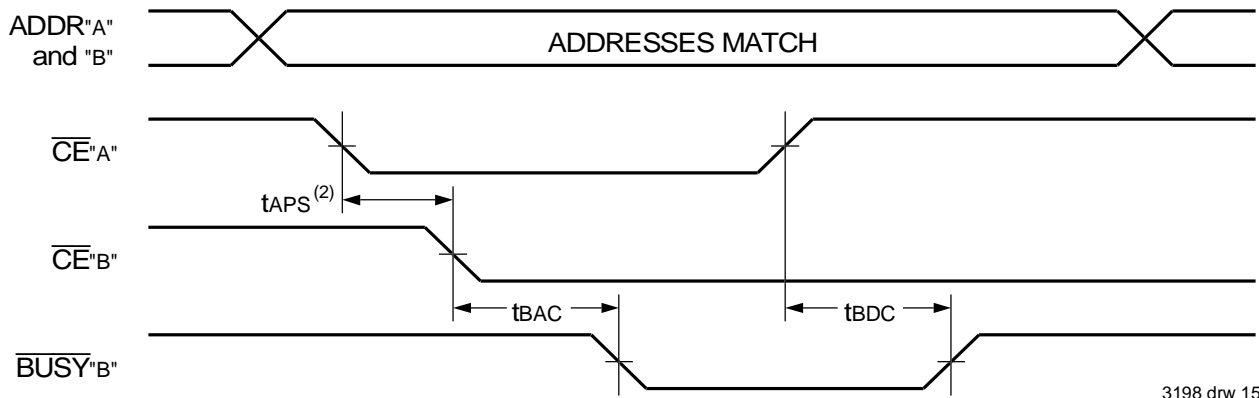 ADDR"A"
and "B"
ADDRESSES MATCH
CE"A"
tAPS(2)
CE"B"
tBAC
tBDC
BUSY"B"
3198 drw 15